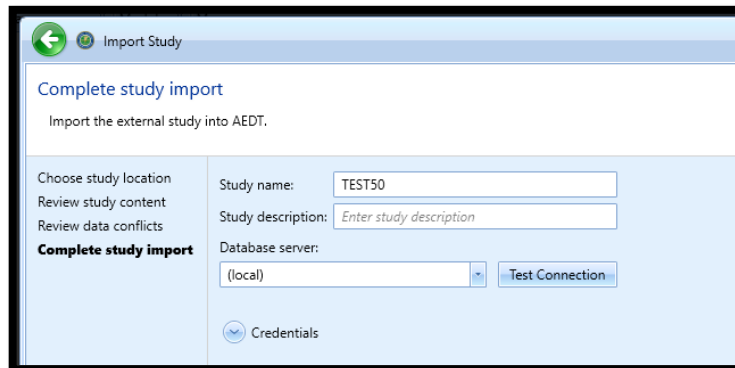 Import Study
Complete study import
Import the external study into AEDT.
Choose study location
Review study content
Review data conflicts
Complete study import
Study name: TEST50
Study description: Enter study description
Database server:
(local) Test Connection
Credentials